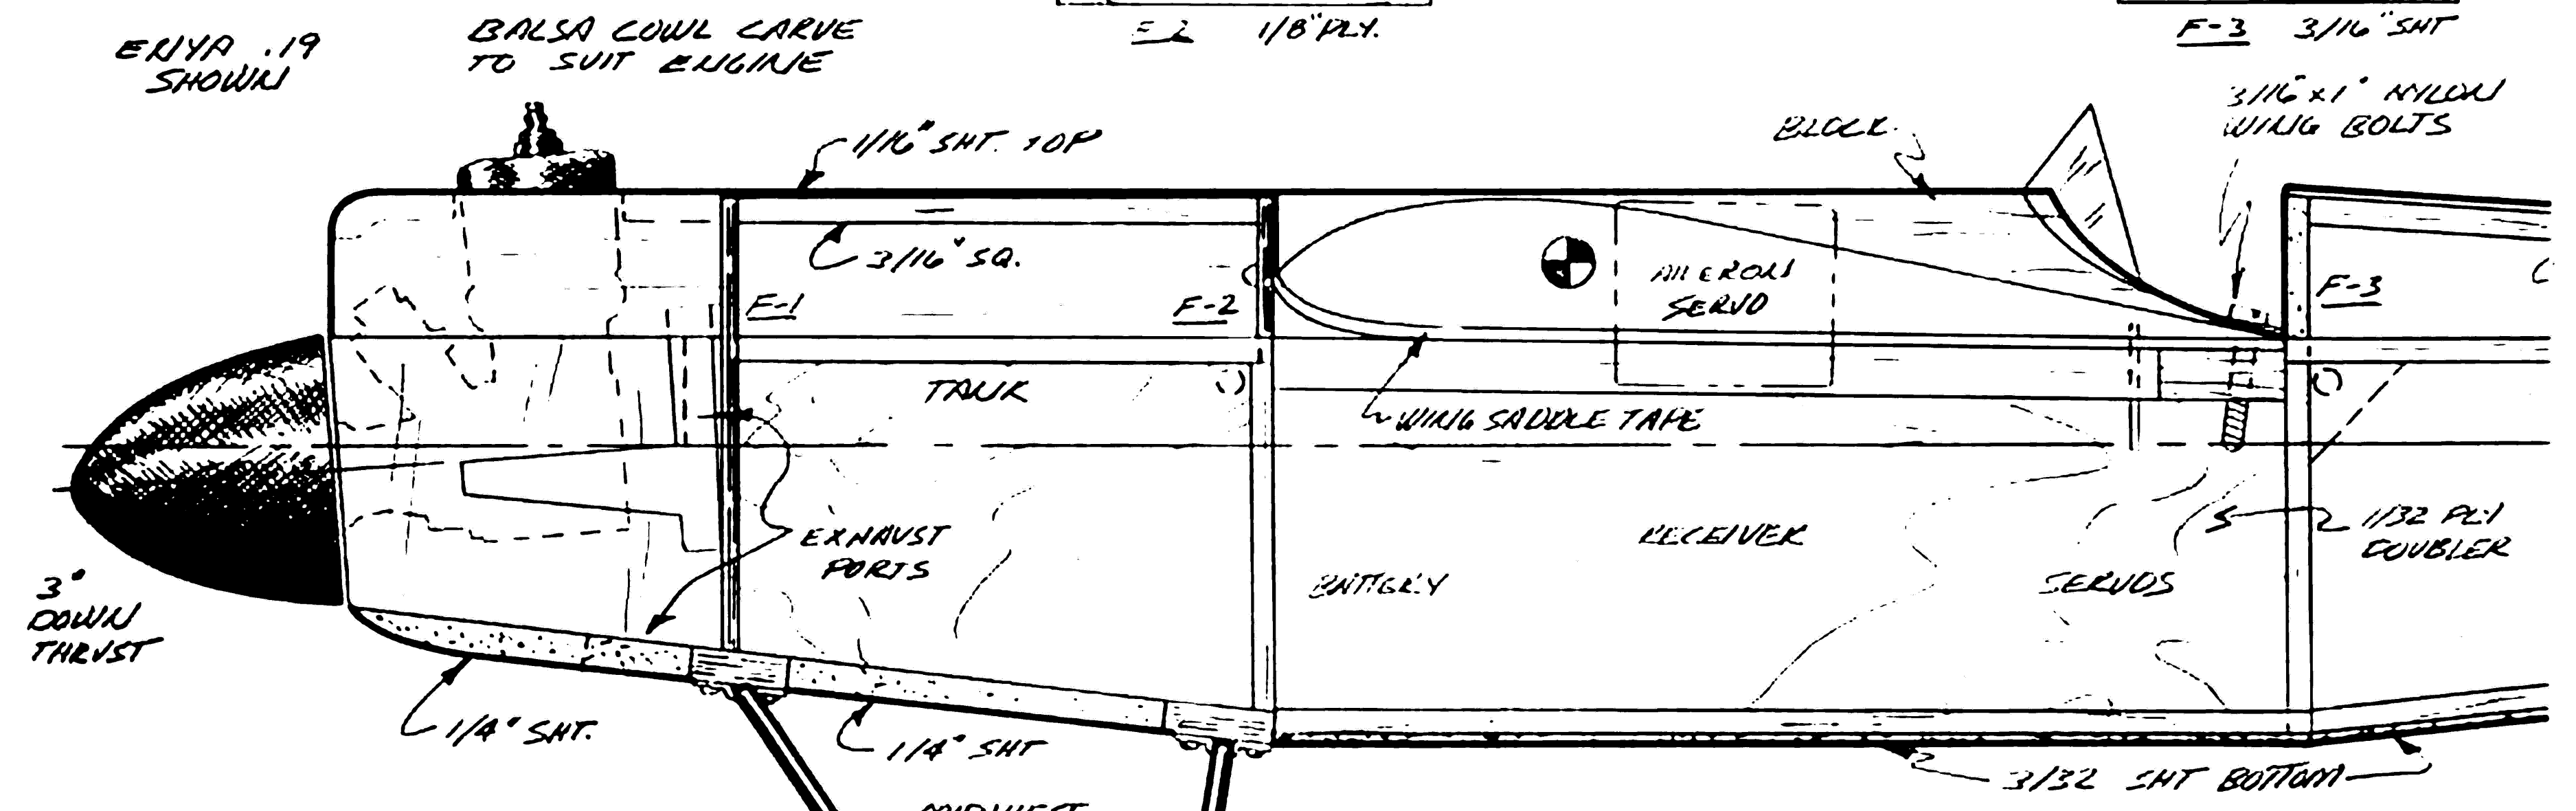 ENYA .19
SHOWN
BALSA COWL CARVE
TO SUIT ENGINE
F-2 1/8" PLY.
F-3 3/16" SHT
3/16 x 1" NYLON
WING BOLTS
1/16" SHT. TOP
BLOCK
3/16" SQ.
F-1
F-2
AILERON
SERVO
F-3
TANK
WING SADDLE TAPE
EXHAUST
PORTS
RECEIVER
1/32 PLY
DOUBLER
BATTERY
SERVOS
3°
DOWN
THRUST
1/4" SHT.
1/4" SHT
3/32 SHT BOTTOM
MIDWEST